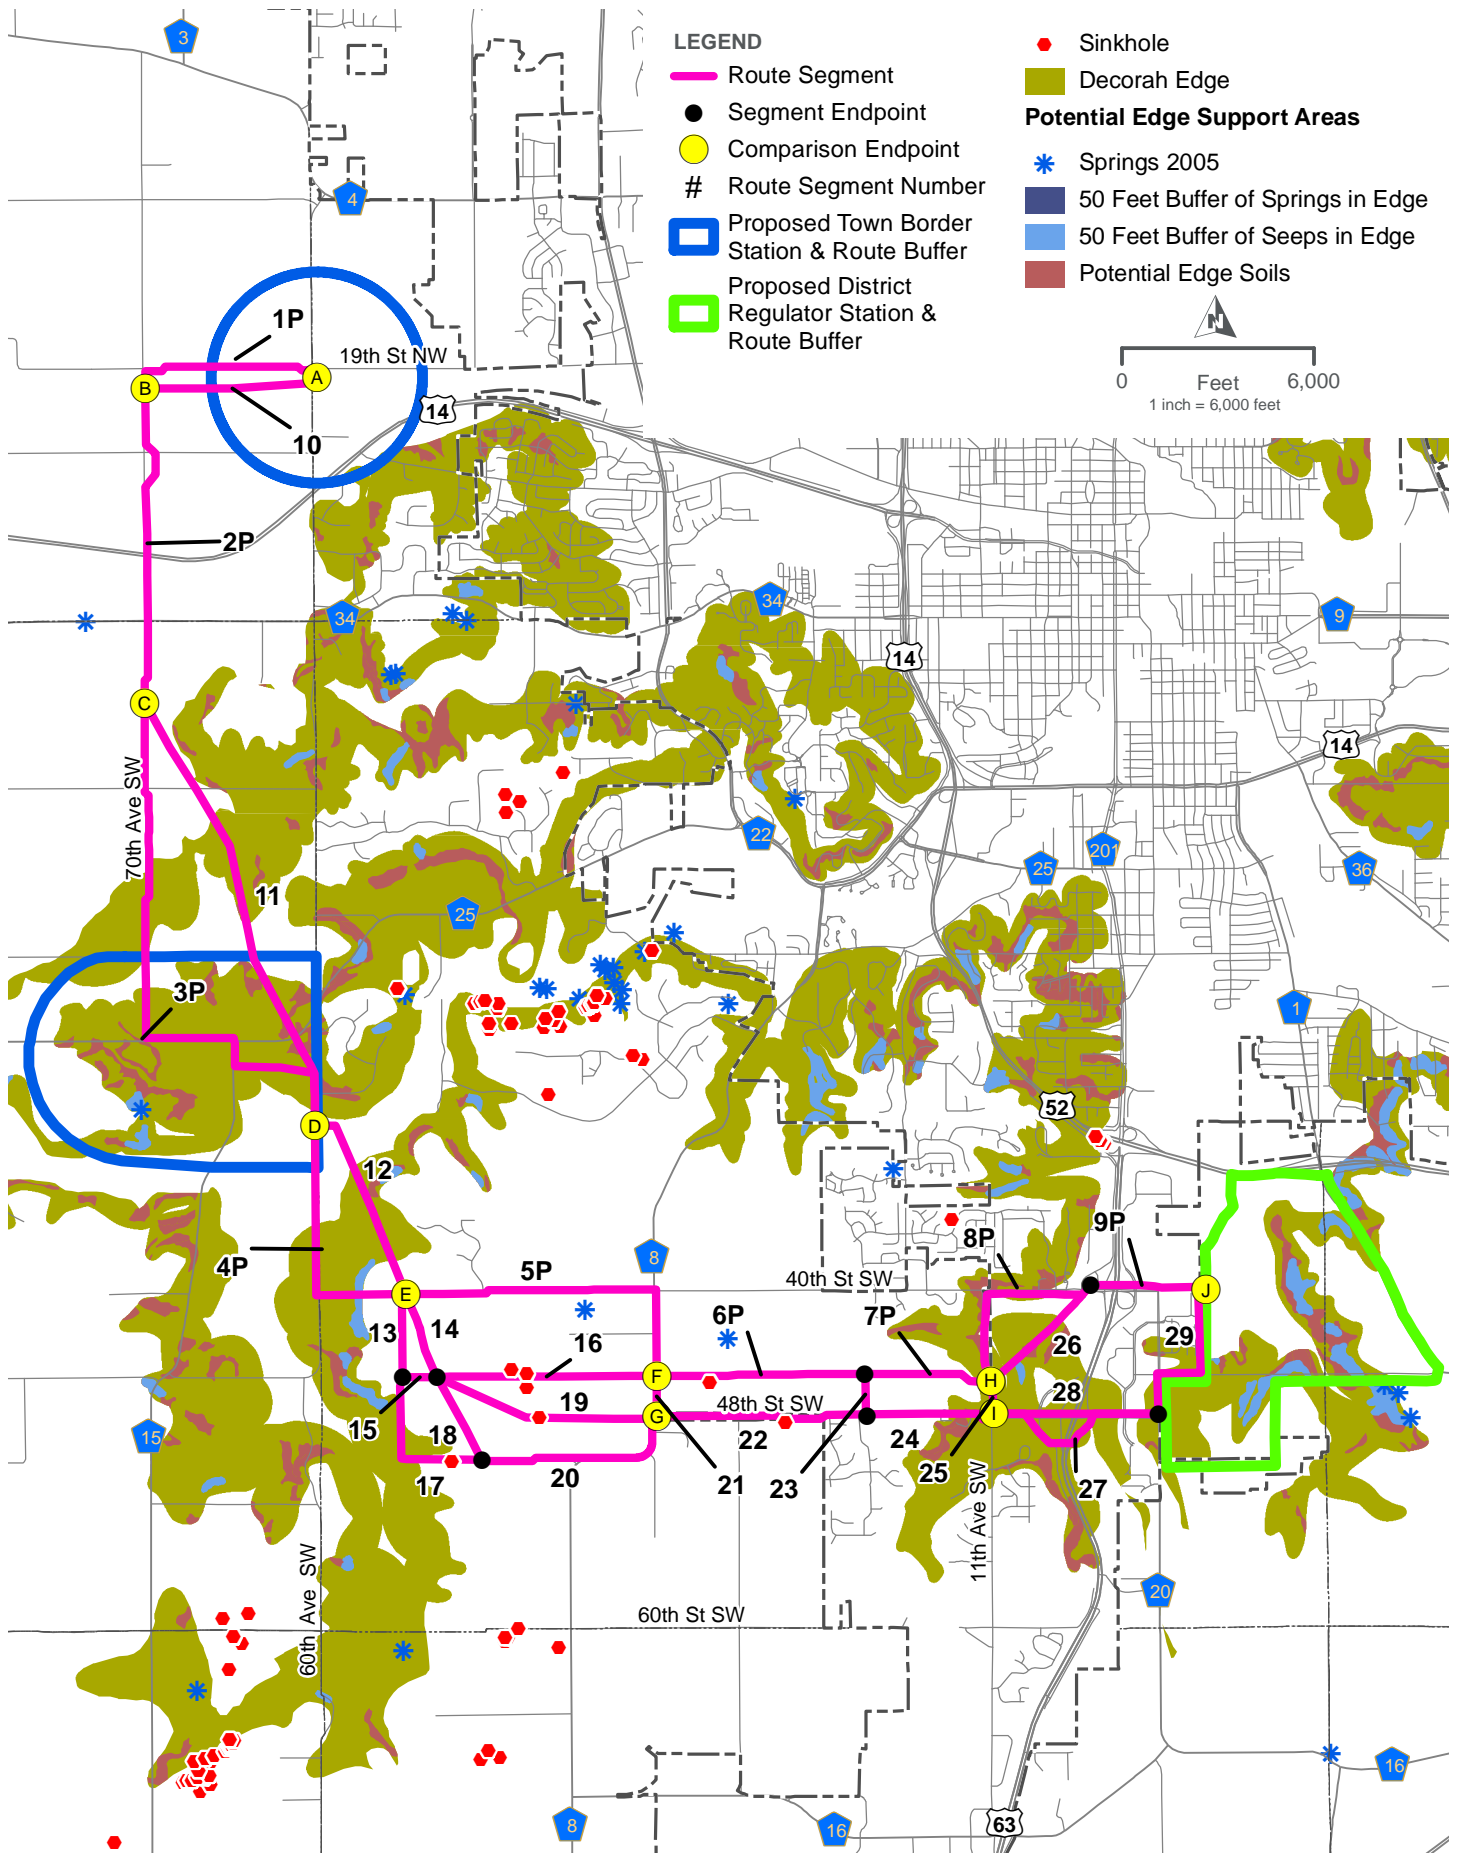 LEGEND
Route Segment
Segment Endpoint
Comparison Endpoint
# Route Segment Number
Proposed Town Border
Station & Route Buffer
Proposed District
Regulator Station &
Route Buffer
Sinkhole
Decorah Edge
Potential Edge Support Areas
Springs 2005
50 Feet Buffer of Springs in Edge
50 Feet Buffer of Seeps in Edge
Potential Edge Soils
N
0 Feet 6,000
1 inch = 6,000 feet
3
4
1P
19th St NW
A
B
14
10
2P
34
34
9
14
C
14
70th Ave SW
22
201
25
36
11
25
3P
1
52
D
12
9P
8P
4P
8
5P
40th St SW
E
J
6P
7P
13
14
29
26
16
F
H
28
19
48th St SW
G
I
15
18
22
24
15
25
17
20
21
23
27
11th Ave SW
60th Ave SW
20
60th St SW
16
63
8
16